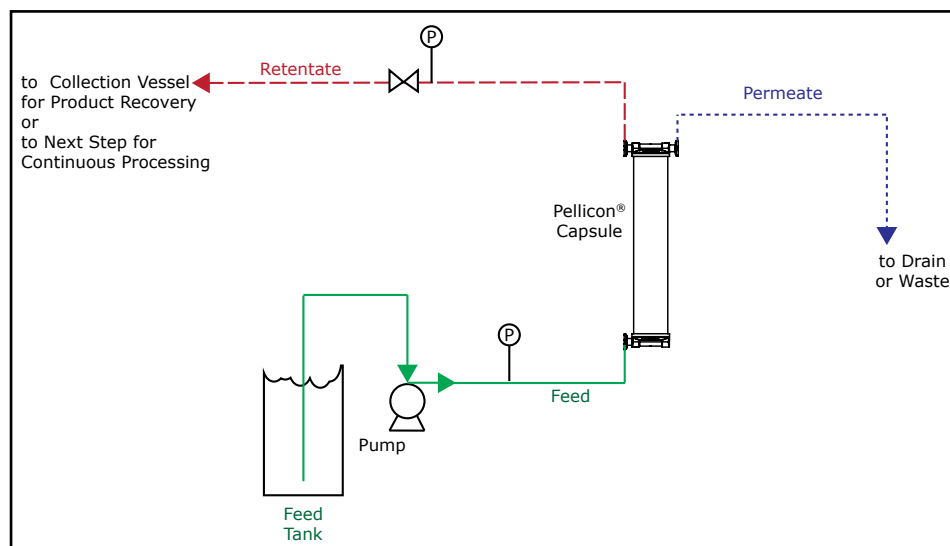 P
Retentate
to Collection Vessel
for Product Recovery
or
to Next Step for
Continuous Processing
Permeate
Pellicon®
Capsule
to Drain
or Waste
P
Feed
Pump
Feed
Tank